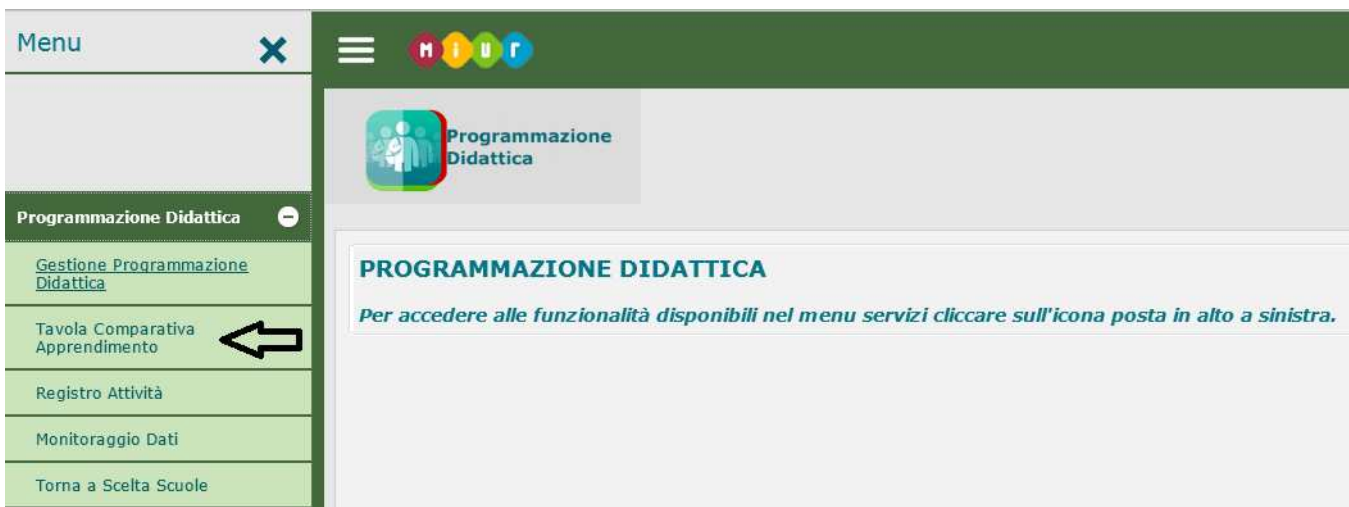 Menu
MIUr
Programmazione
Didattica
Programmazione Didattica
Gestione Programmazione
Didattica
Tavola Comparativa
Apprendimento
Registro Attività
Monitoraggio Dati
Torna a Scelta Scuole
PROGRAMMAZIONE DIDATTICA
Per accedere alle funzionalità disponibili nel menu servizi cliccare sull'icona posta in alto a sinistra.